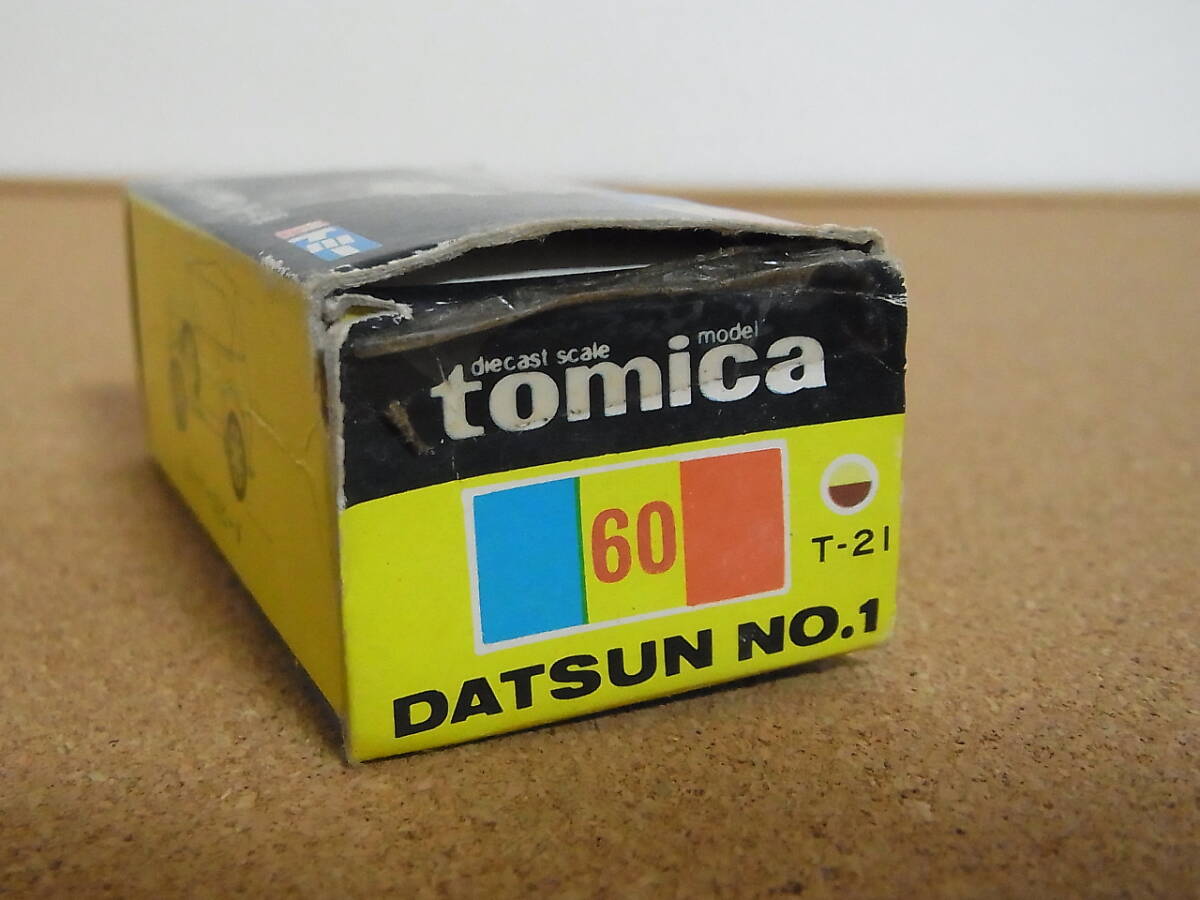 diecast scale model
tomica
60
T-21
DATSUN NO.1